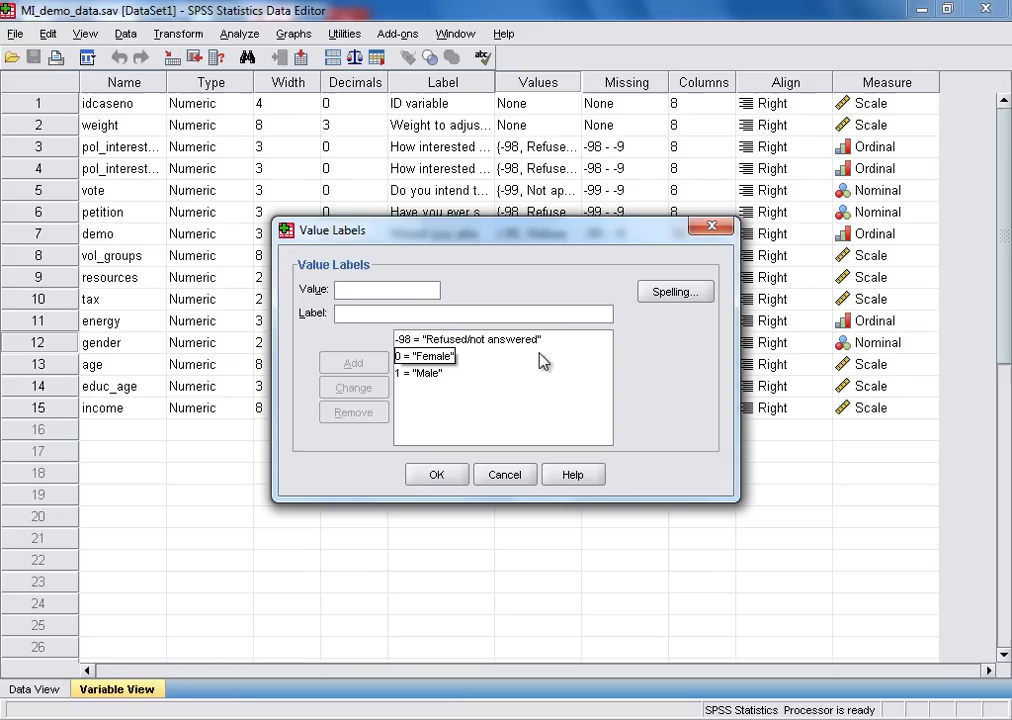 MI_demo_data.sav [DataSet1] - SPSS Statistics Data Editor
File Edit View Data Transform Analyze Graphs Utilities Add-ons Window Help
Name Type Width Decimals Label Values Missing Columns Align Measure
1 idcaseno Numeric 4 0 ID variable None None 8 Right Scale
2 weight Numeric 8 3 Weight to adjus... None None 8 Right Scale
3 pol_interest... Numeric 3 0 How interested ... {-98, Refuse... -98 - -9 8 Right Ordinal
4 pol_interest... Numeric 3 0 How interested ... {-98, Refuse... -98 - -9 8 Right Ordinal
5 vote Numeric 3 0 Do you intend t... {-99, Not ap... -99 - -9 8 Right Nominal
6 petition Numeric 3 0 Have you ever s... {-98, Refuse... -99 - -9 8 Right Nominal
7 demo Numeric Right Ordinal
8 vol_groups Numeric Right Scale
9 resources Numeric Right Scale
10 tax Numeric Right Scale
11 energy Numeric Right Ordinal
12 gender Numeric Right Nominal
13 age Numeric Right Scale
14 educ_age Numeric Right Scale
15 income Numeric Right Scale
16
17
18
19
20
21
22
23
24
25
26
Value Labels
Value Labels
Value:
Spelling...
Label:
-98 = "Refused/not answered"
0 = "Female"
1 = "Male"
Add
Change
Remove
OK Cancel Help
Data View Variable View
SPSS Statistics Processor is ready